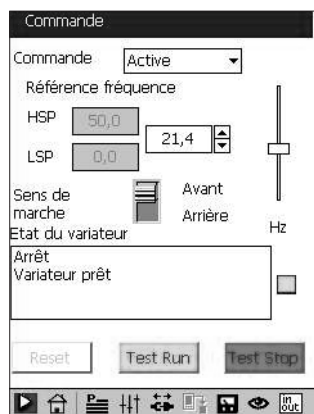 Commande
Commande Active
Référence fréquence
HSP 50,0
21,4
LSP 0,0
Sens de marche
Avant
Arrière
Hz
Etat du variateur
Arrêt
Variateur prêt
Reset Test Run Test Stop
in out